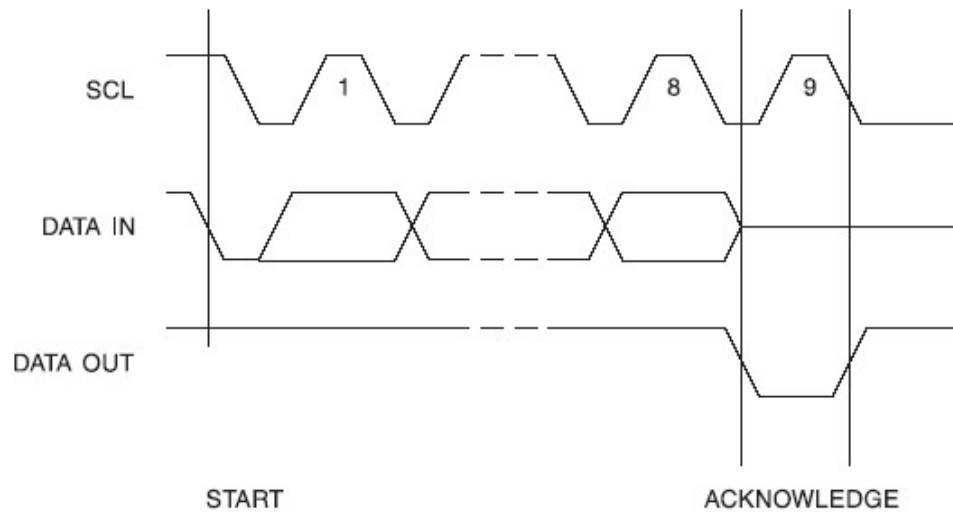 SCL
1
8
9
DATA IN
DATA OUT
START
ACKNOWLEDGE